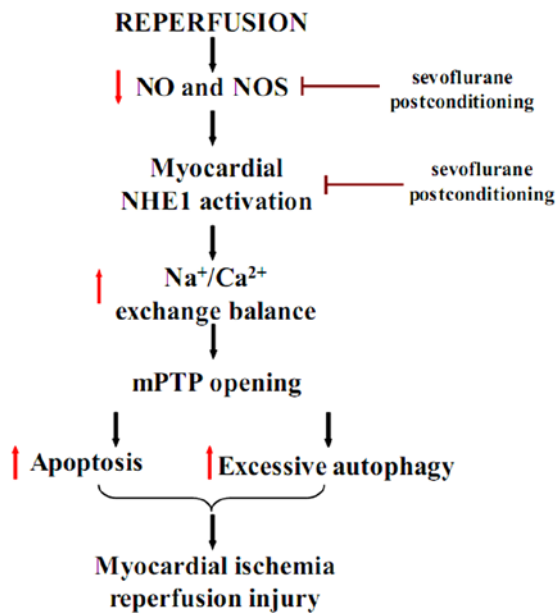 REPERFUSION
NO and NOS
sevoflurane
postconditioning
Myocardial
NHE1 activation
sevoflurane
postconditioning
Na⁺/Ca²⁺
exchange balance
mPTP opening
Apoptosis
Excessive autophagy
Myocardial ischemia
reperfusion injury